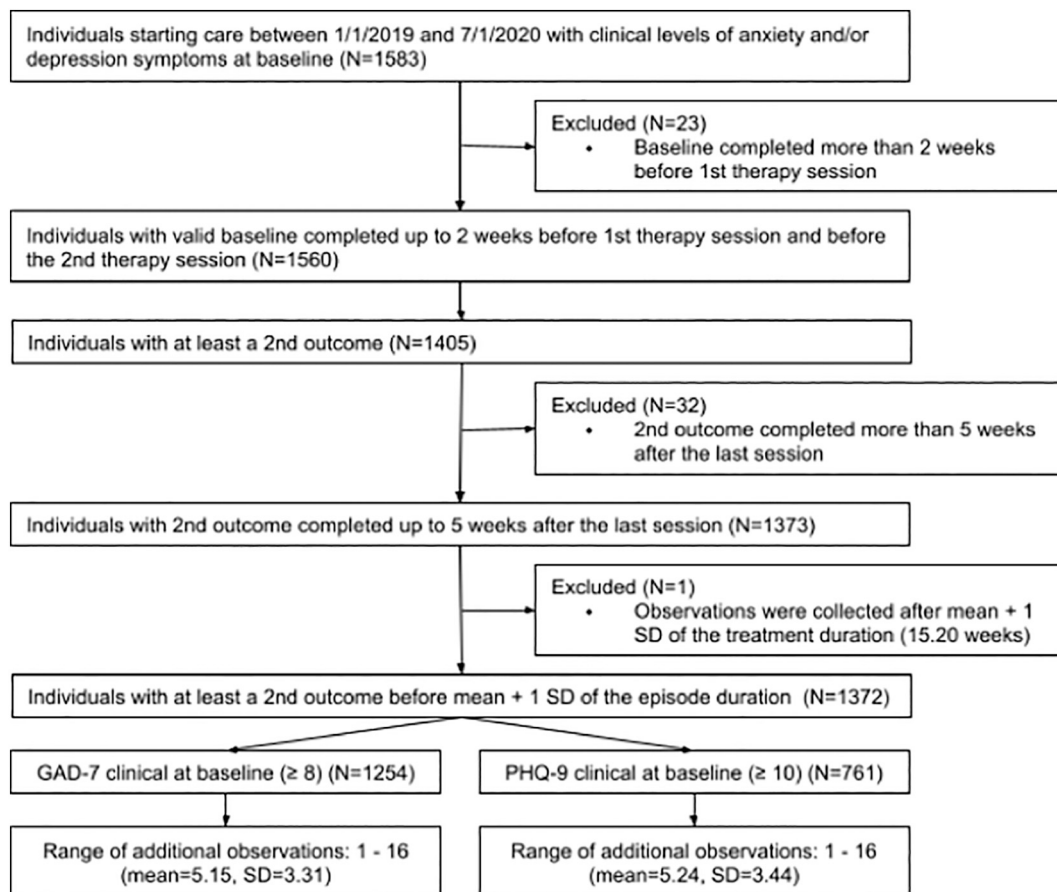 Individuals starting care between 1/1/2019 and 7/1/2020 with clinical levels of anxiety and/or
depression symptoms at baseline (N=1583)
Excluded (N=23)
• Baseline completed more than 2 weeks
before 1st therapy session
Individuals with valid baseline completed up to 2 weeks before 1st therapy session and before
the 2nd therapy session (N=1560)
Individuals with at least a 2nd outcome (N=1405)
Excluded (N=32)
• 2nd outcome completed more than 5 weeks
after the last session
Individuals with 2nd outcome completed up to 5 weeks after the last session (N=1373)
Excluded (N=1)
• Observations were collected after mean + 1
SD of the treatment duration (15.20 weeks)
Individuals with at least a 2nd outcome before mean + 1 SD of the episode duration (N=1372)
GAD-7 clinical at baseline (≥ 8) (N=1254)
PHQ-9 clinical at baseline (≥ 10) (N=761)
Range of additional observations: 1 - 16
(mean=5.15, SD=3.31)
Range of additional observations: 1 - 16
(mean=5.24, SD=3.44)